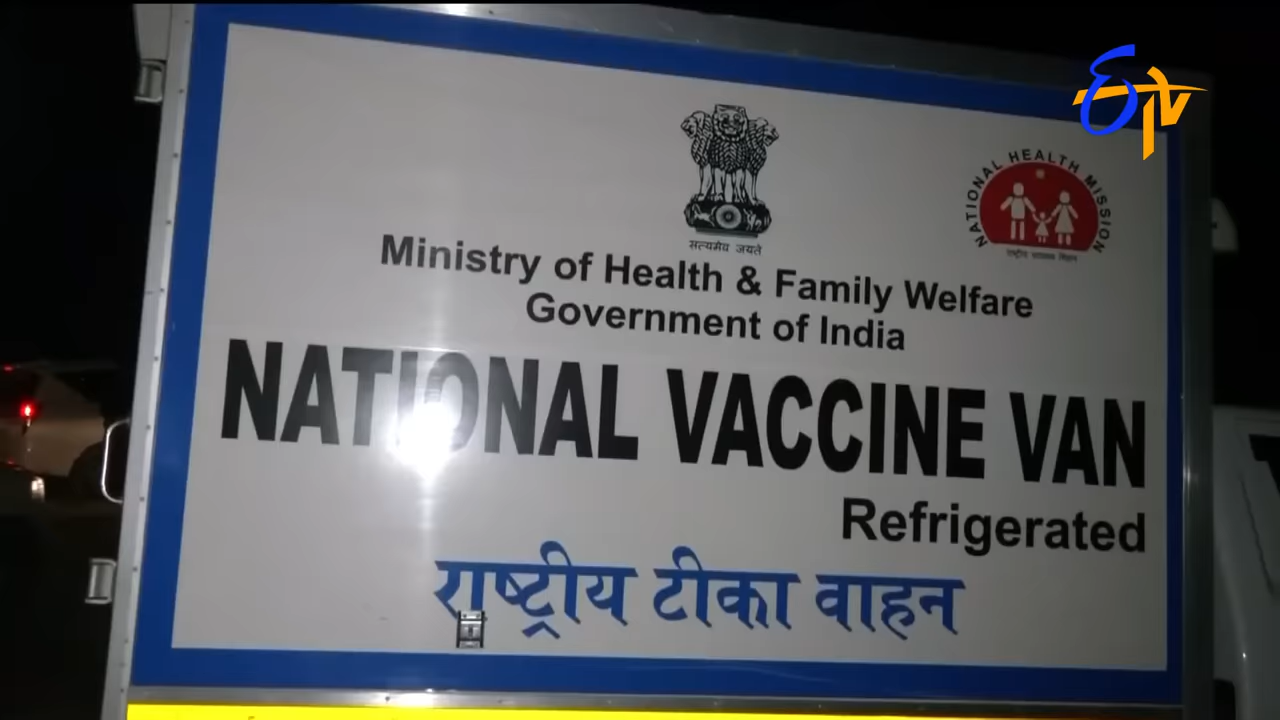 ETV
NATIONAL HEALTH MISSION
राष्ट्रीय स्वास्थ्य मिशन
सत्यमेव जयते
Ministry of Health & Family Welfare
Government of India
NATIONAL VACCINE VAN
Refrigerated
राष्ट्रीय टीका वाहन